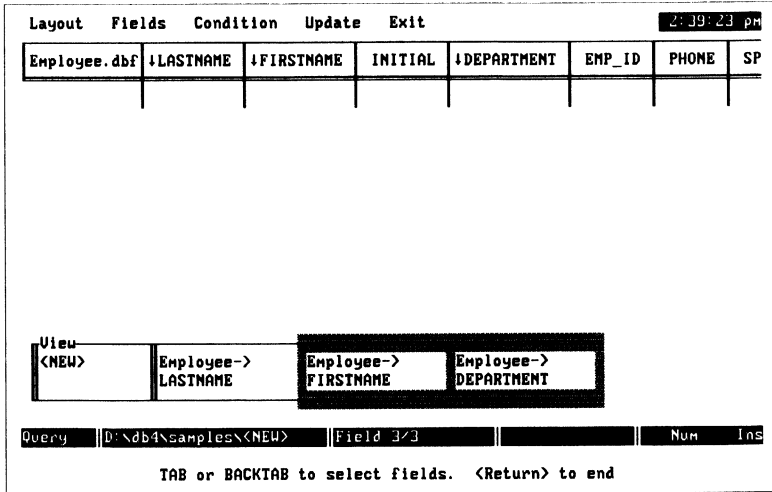 Layout Fields Condition Update Exit 2:39:23 pm
Employee.dbf ↓LASTNAME ↓FIRSTNAME INITIAL ↓DEPARTMENT EMP_ID PHONE SP
View
<NEW> Employee-> Employee-> Employee->
LASTNAME FIRSTNAME DEPARTMENT
Query D:\db4\samples\<NEW> Field 3/3 Num Ins
TAB or BACKTAB to select fields. <Return> to end